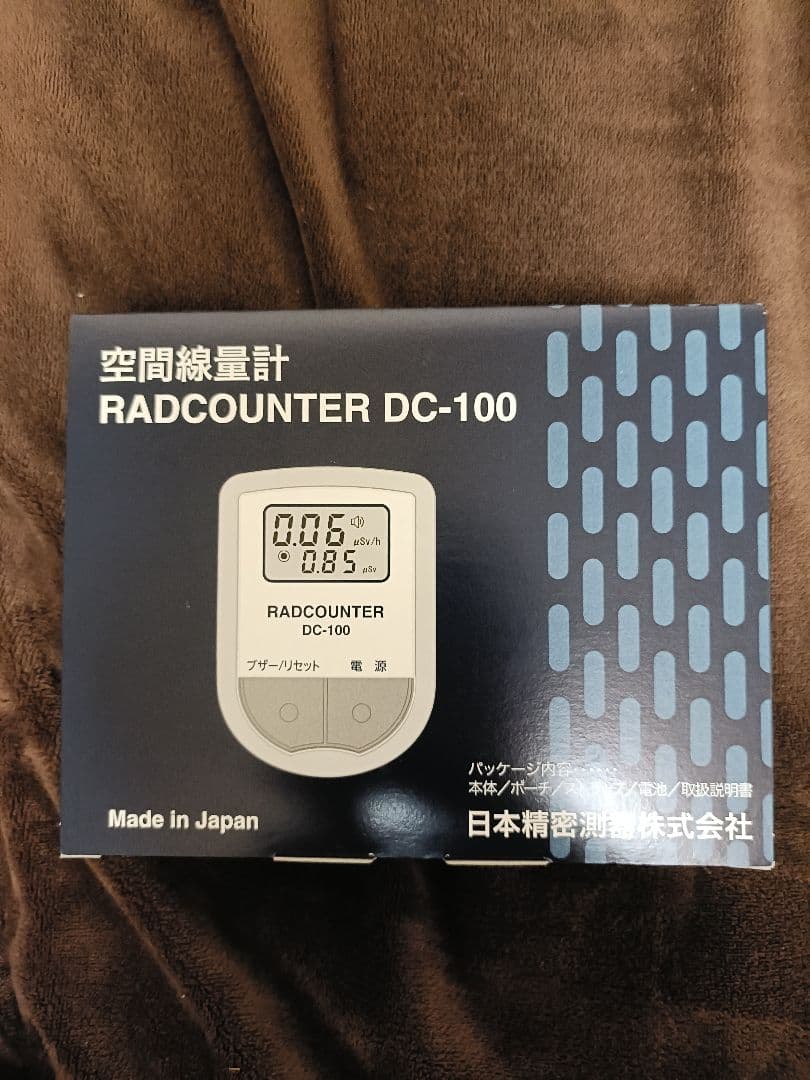 空間線量計
RADCOUNTER DC-100
0.06 μSv/h
0.85 μSv
RADCOUNTER
DC-100
ブザー/リセット 電 源
パッケージ内容……
本体/ポーチ/ストラップ/電池/取扱説明書
Made in Japan
日本精密測器株式会社